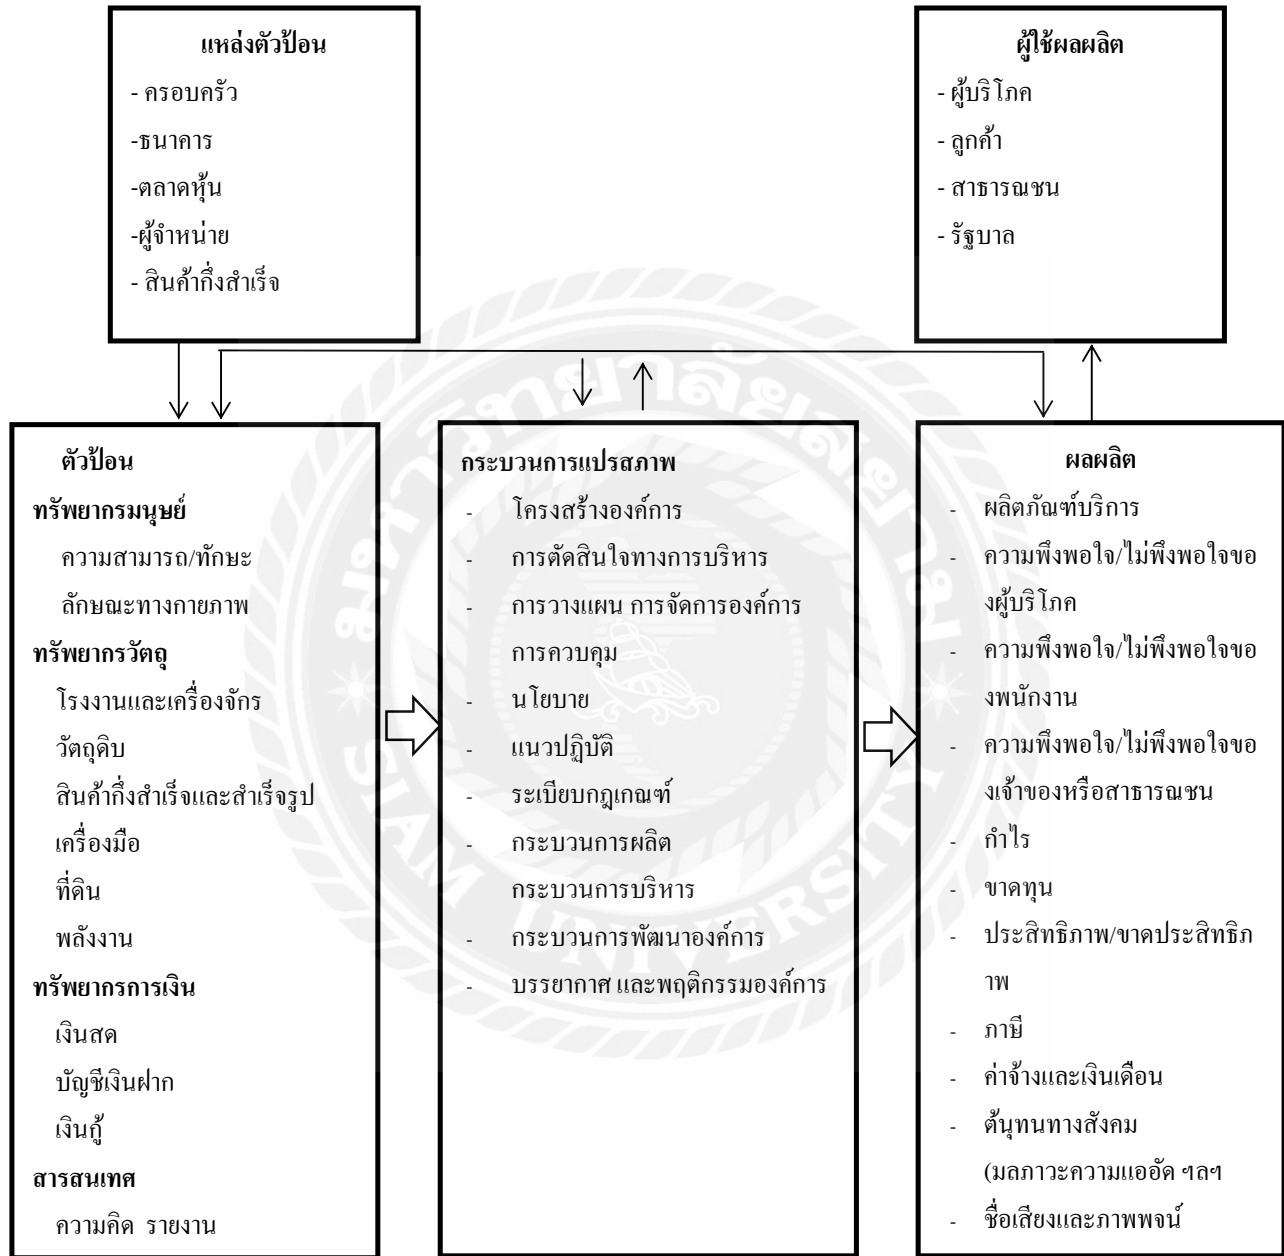 แหล่งตัวป้อน
- ครอบครัว
-ธนาคาร
-ตลาดหุ้น
-ผู้จำหน่าย
- สินค้ากึ่งสำเร็จ
ผู้ใช้ผลผลิต
- ผู้บริโภค
- ลูกค้า
- สาธารณชน
- รัฐบาล
ตัวป้อน
ทรัพยากรมนุษย์
ความสามารถ/ทักษะ
ลักษณะทางกายภาพ
ทรัพยากรวัตถุ
โรงงานและเครื่องจักร
วัตถุดิบ
สินค้ากึ่งสำเร็จและสำเร็จรูป
เครื่องมือ
ที่ดิน
พลังงาน
ทรัพยากรการเงิน
เงินสด
บัญชีเงินฝาก
เงินกู้
สารสนเทศ
ความคิด รายงาน
กระบวนการแปรสภาพ
- โครงสร้างองค์การ
- การตัดสินใจทางการบริหาร
- การวางแผน การจัดการองค์การ
การควบคุม
- นโยบาย
- แนวปฏิบัติ
- ระเบียบกฎเกณฑ์
- กระบวนการผลิต
กระบวนการบริหาร
- กระบวนการพัฒนาองค์การ
- บรรยากาศ และพฤติกรรมองค์การ
ผลผลิต
- ผลิตภัณฑ์บริการ
- ความพึงพอใจ/ไม่พึงพอใจขอ
งผู้บริโภค
- ความพึงพอใจ/ไม่พึงพอใจขอ
งพนักงาน
- ความพึงพอใจ/ไม่พึงพอใจขอ
งเจ้าของหรือสาธารณชน
- กำไร
- ขาดทุน
- ประสิทธิภาพ/ขาดประสิทธิภ
าพ
- ภาษี
- ค่าจ้างและเงินเดือน
- ต้นุทนทางสังคม
(มลภาวะความแออัด ฯลฯ
- ชื่อเสียงและภาพพจน์
มหาวิทยาลัยสยาม
SIAM UNIVERSITY